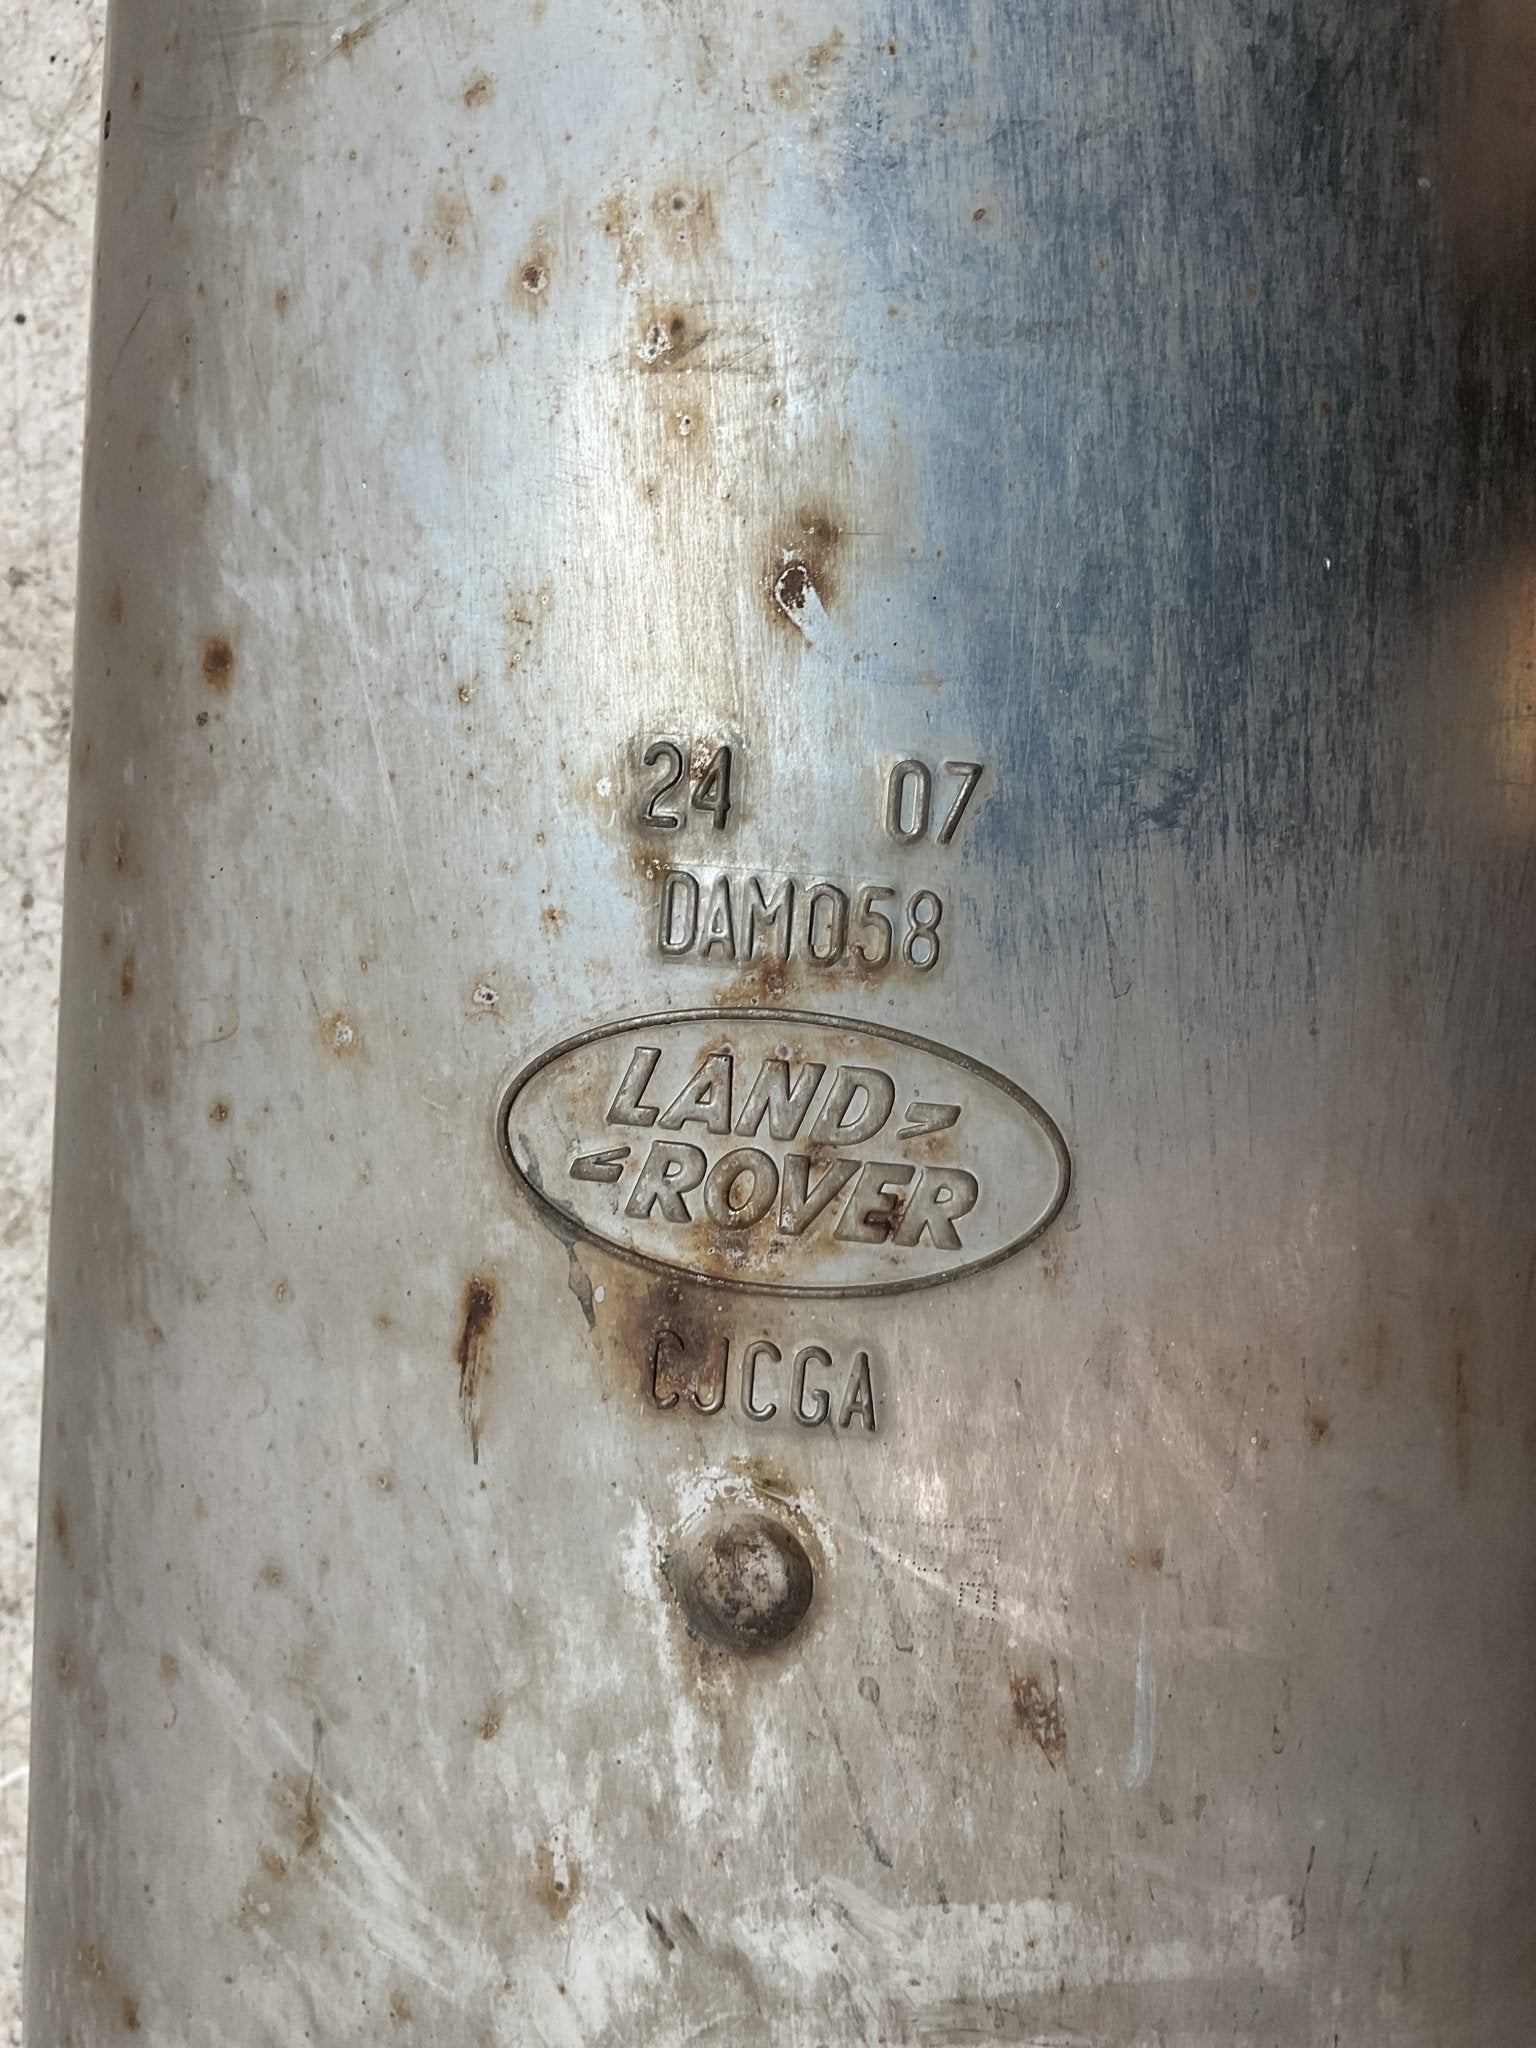 24 07
DAM058
LAND>
<ROVER
CJCGA